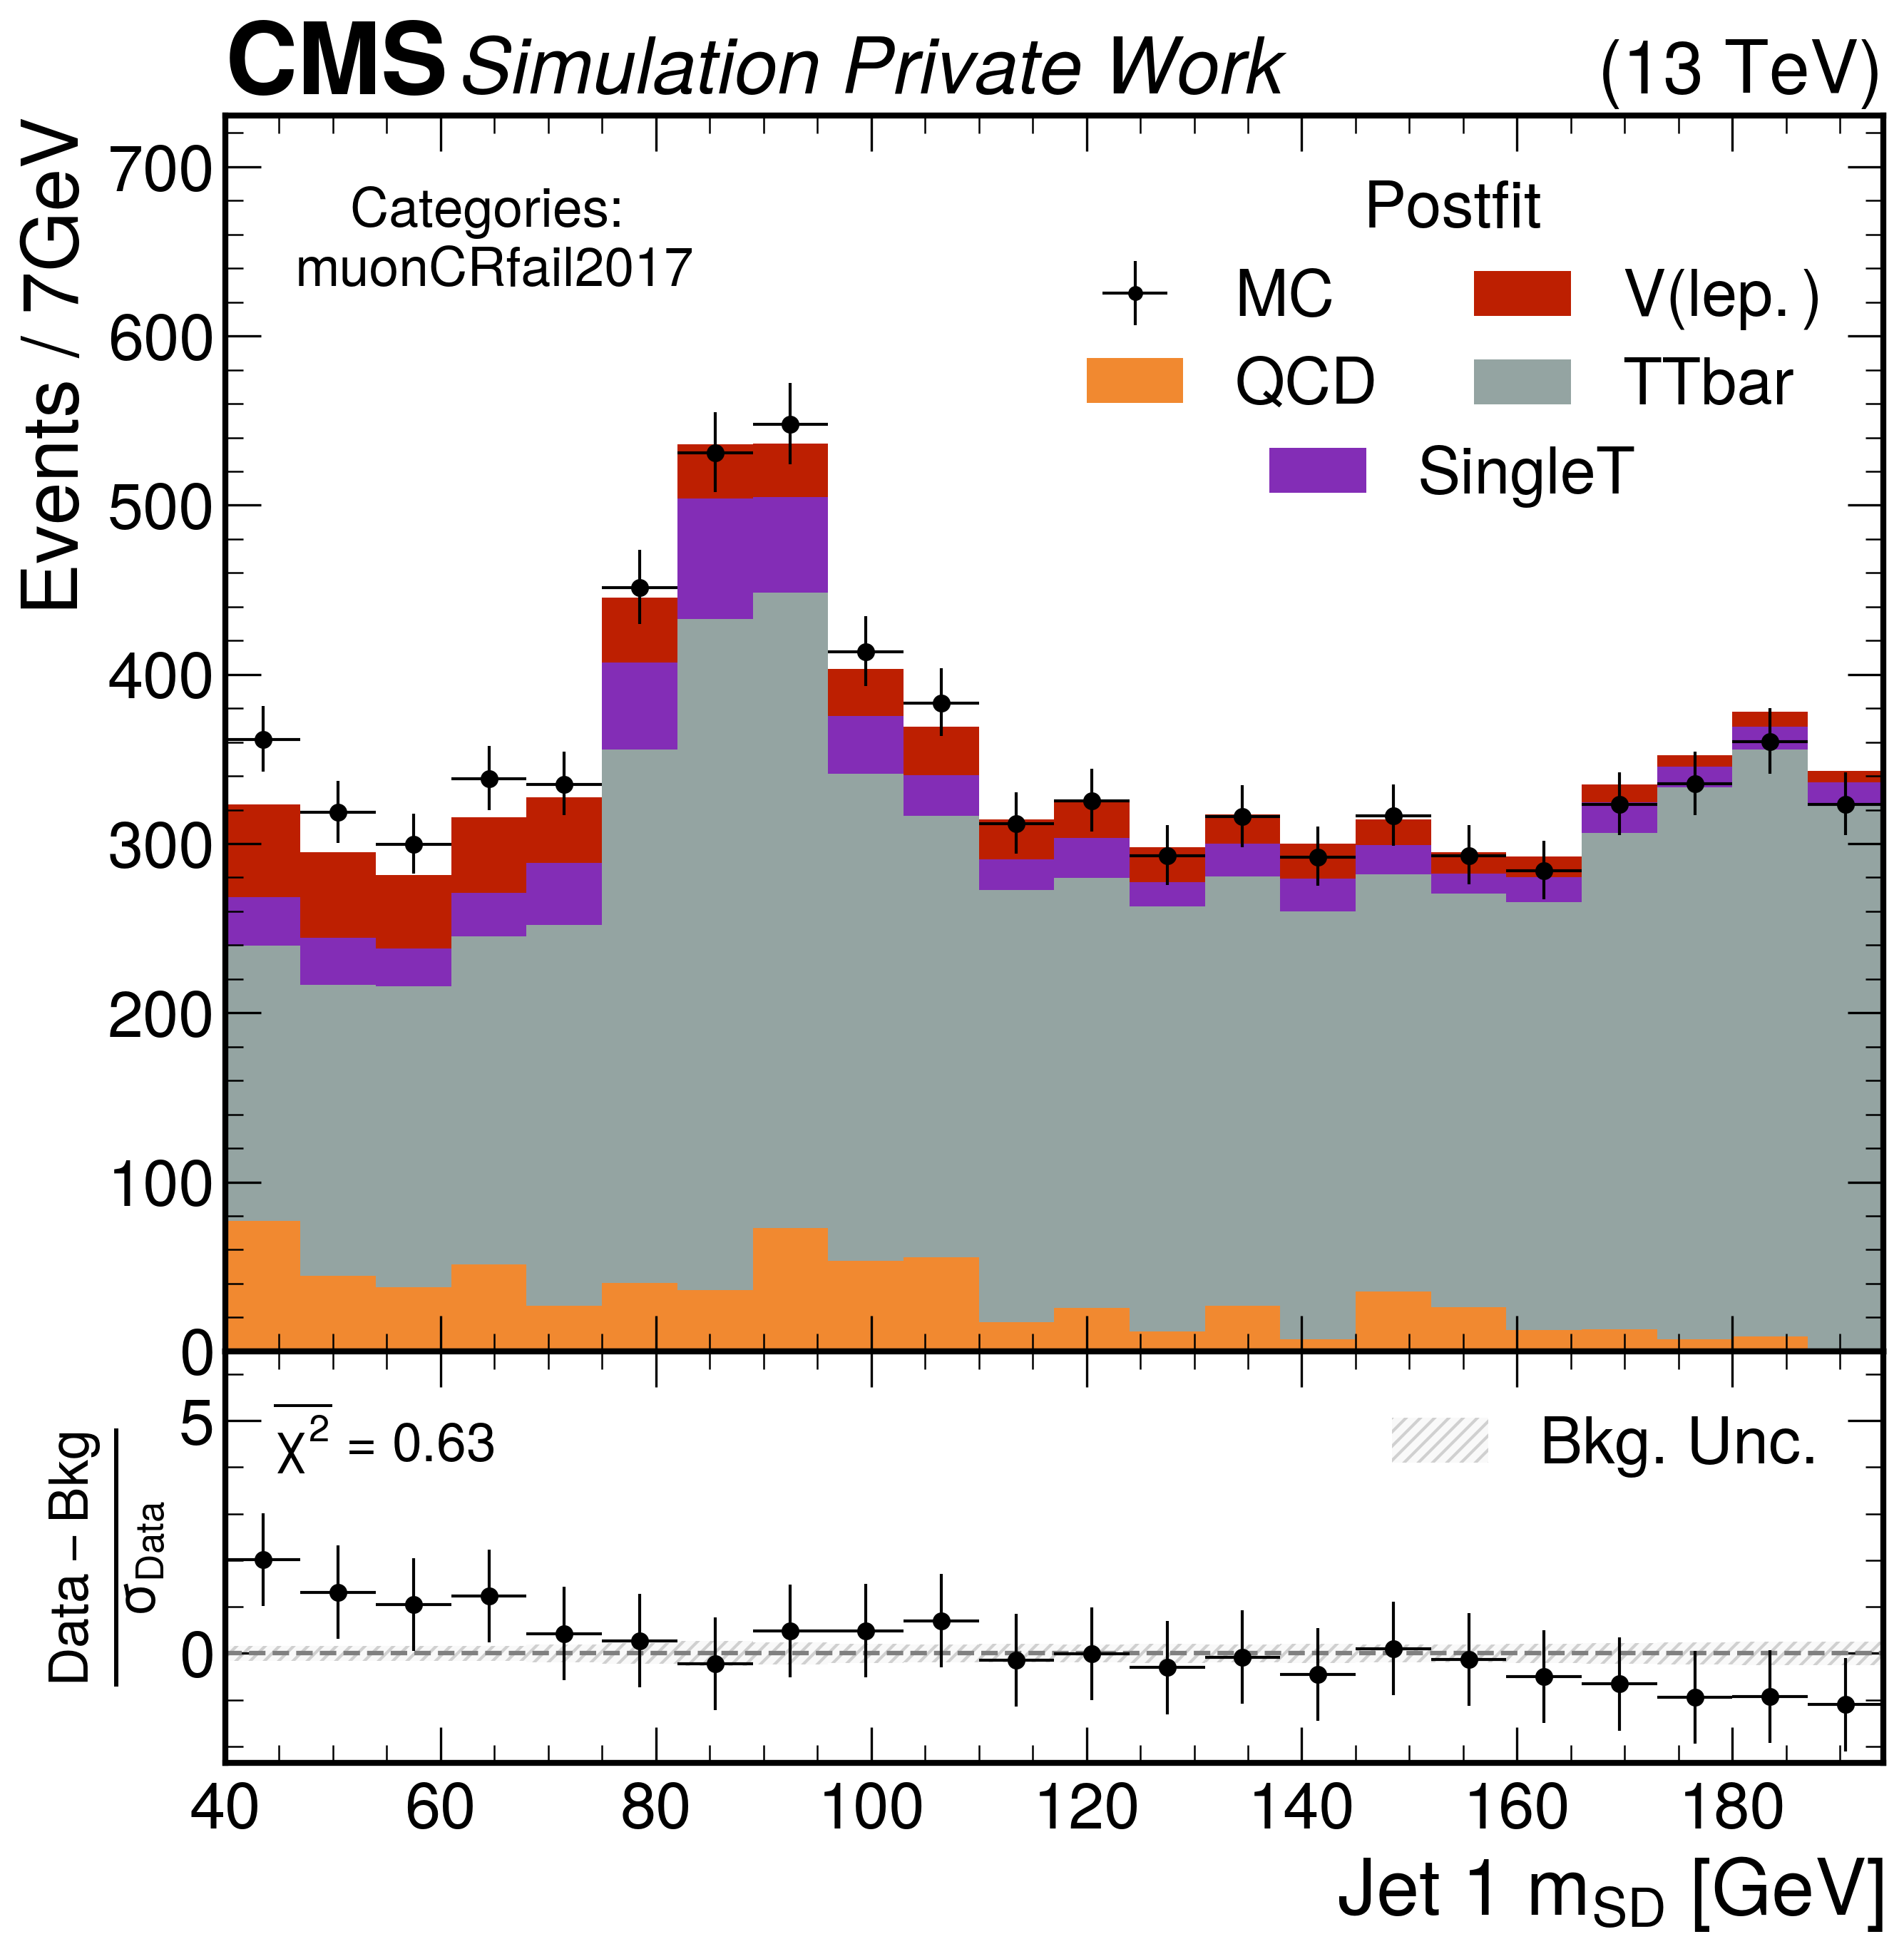 CMS Simulation Private Work (13 TeV)
Events / 7GeV
700
600
500
400
300
200
100
0
Categories:
muonCRfail2017
Postfit
MC V(lep.)
QCD TTbar
SingleT
Data − Bkg
σData
5
0
χ2 = 0.63
Bkg. Unc.
40 60 80 100 120 140 160 180
Jet 1 mSD [GeV]